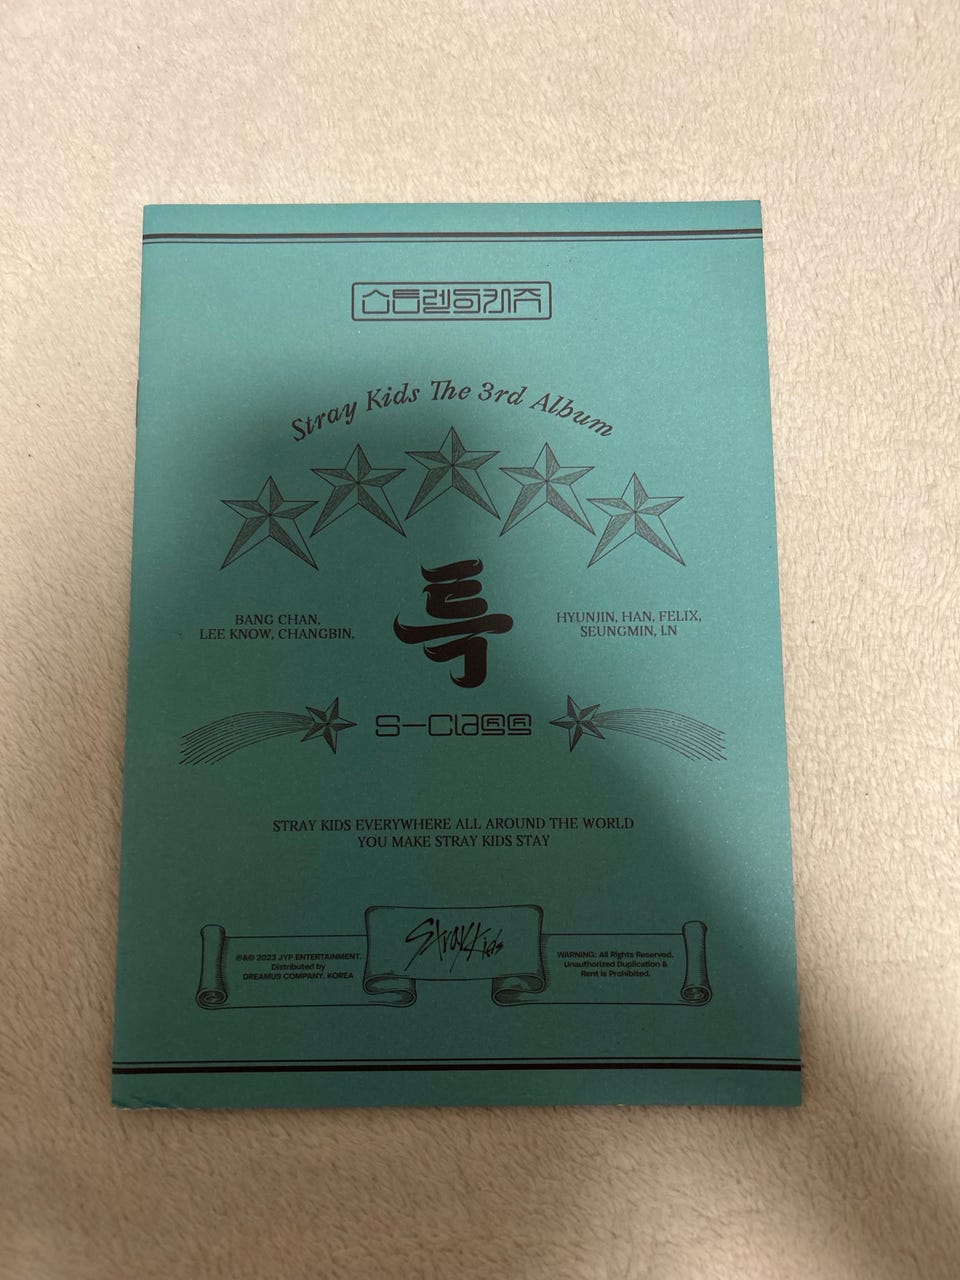 스트레이키즈
Stray Kids The 3rd Album
특
BANG CHAN,
LEE KNOW, CHANGBIN,
HYUNJIN, HAN, FELIX,
SEUNGMIN, I.N
S-Class
STRAY KIDS EVERYWHERE ALL AROUND THE WORLD
YOU MAKE STRAY KIDS STAY
℗&© 2023 JYP ENTERTAINMENT.
Distributed by
DREAMUS COMPANY. KOREA
Stray Kids
WARNING: All Rights Reserved.
Unauthorized Duplication &
Rent is Prohibited.